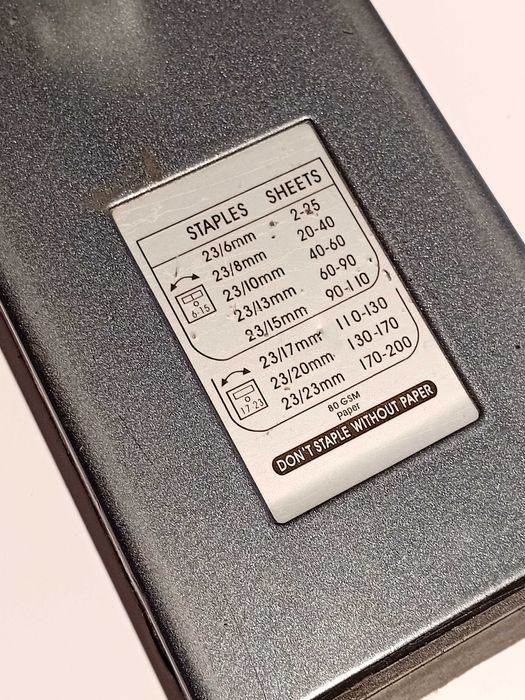 STAPLES SHEETS
23/6mm 2-25
23/8mm 20-40
23/10mm 40-60
23/13mm 60-90
23/15mm 90-110
6-15
23/17mm 110-130
23/20mm 130-170
23/23mm 170-200
17-23
80 GSM
paper
DON'T STAPLE WITHOUT PAPER